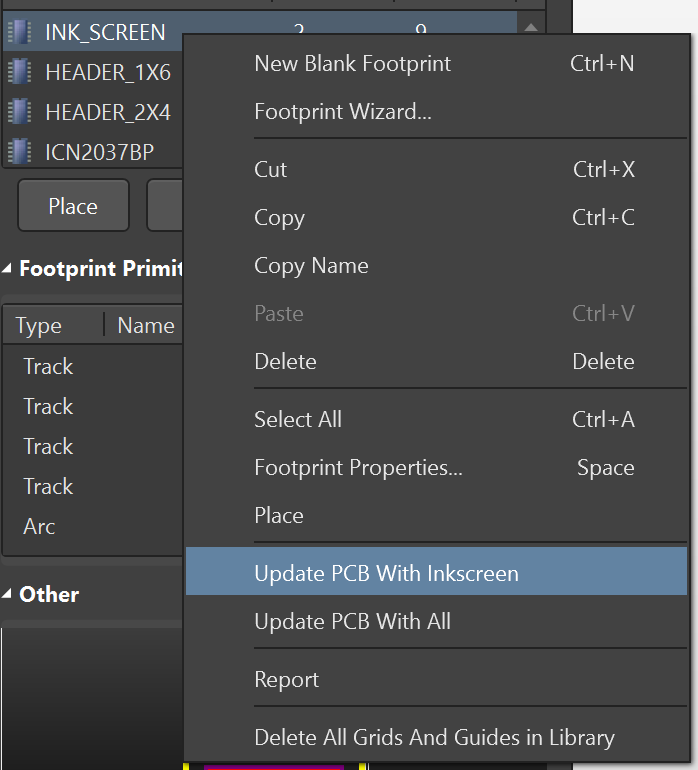 INK_SCREEN 2 9
HEADER_1X6
HEADER_2X4
ICN2037BP
Place
Footprint
Type Name
Track
Track
Track
Track
Arc
Other
New Blank Footprint Ctrl+N
Footprint Wizard...
Cut Ctrl+X
Copy Ctrl+C
Copy Name
Paste Ctrl+V
Delete Delete
Select All Ctrl+A
Footprint Properties... Space
Place
Update PCB With Inkscreen
Update PCB With All
Report
Delete All Grids And Guides in Library